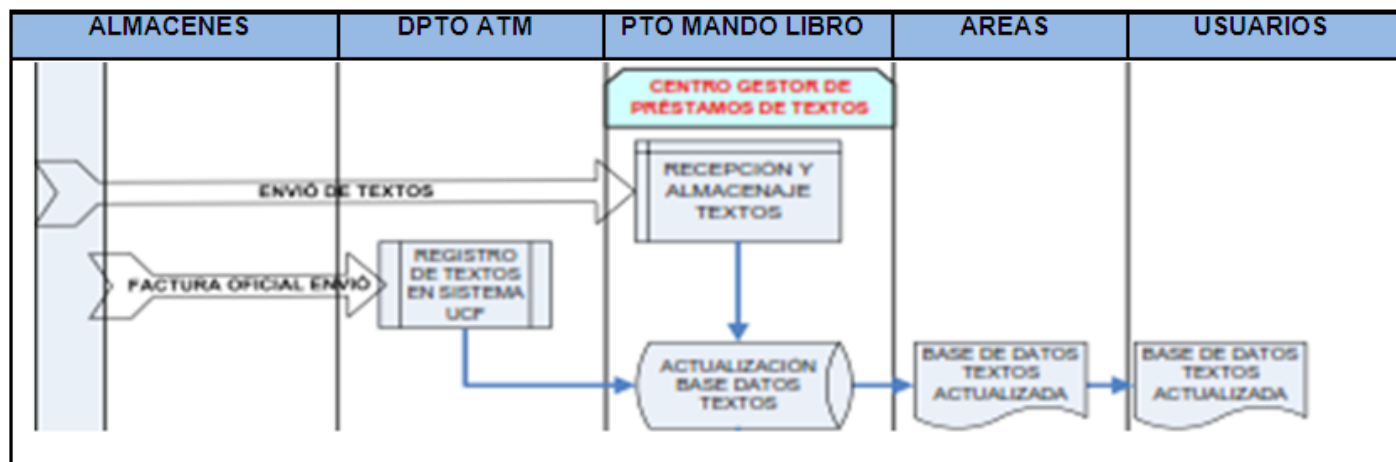 ALMACENES
DPTO ATM
PTO MANDO LIBRO
AREAS
USUARIOS
CENTRO GESTOR DE
PRÉSTAMOS DE TEXTOS
RECEPCIÓN Y
ALMACENAJE
TEXTOS
ENVIÓ DE TEXTOS
REGISTRO
DE TEXTOS
EN SISTEMA
UCF
FACTURA OFICIAL ENVIÓ
ACTUALIZACIÓN
BASE DATOS
TEXTOS
BASE DE DATOS
TEXTOS
ACTUALIZADA
BASE DE DATOS
TEXTOS
ACTUALIZADA